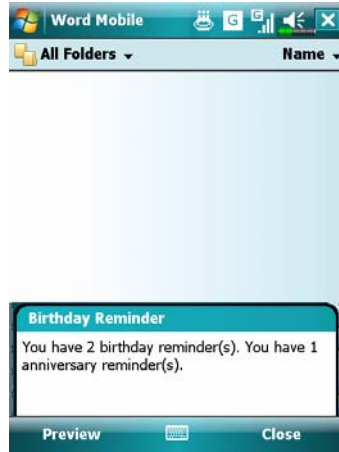 Word Mobile G G
All Folders Name
Birthday Reminder
You have 2 birthday reminder(s). You have 1
anniversary reminder(s).
Preview Close